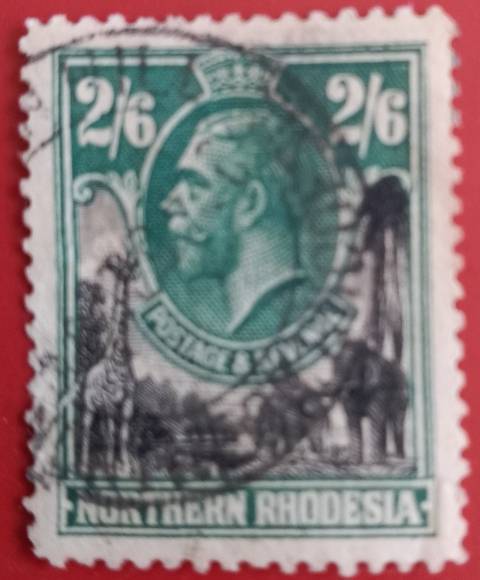 2/6 2/6
POSTAGE & REVENUE
NORTHERN RHODESIA